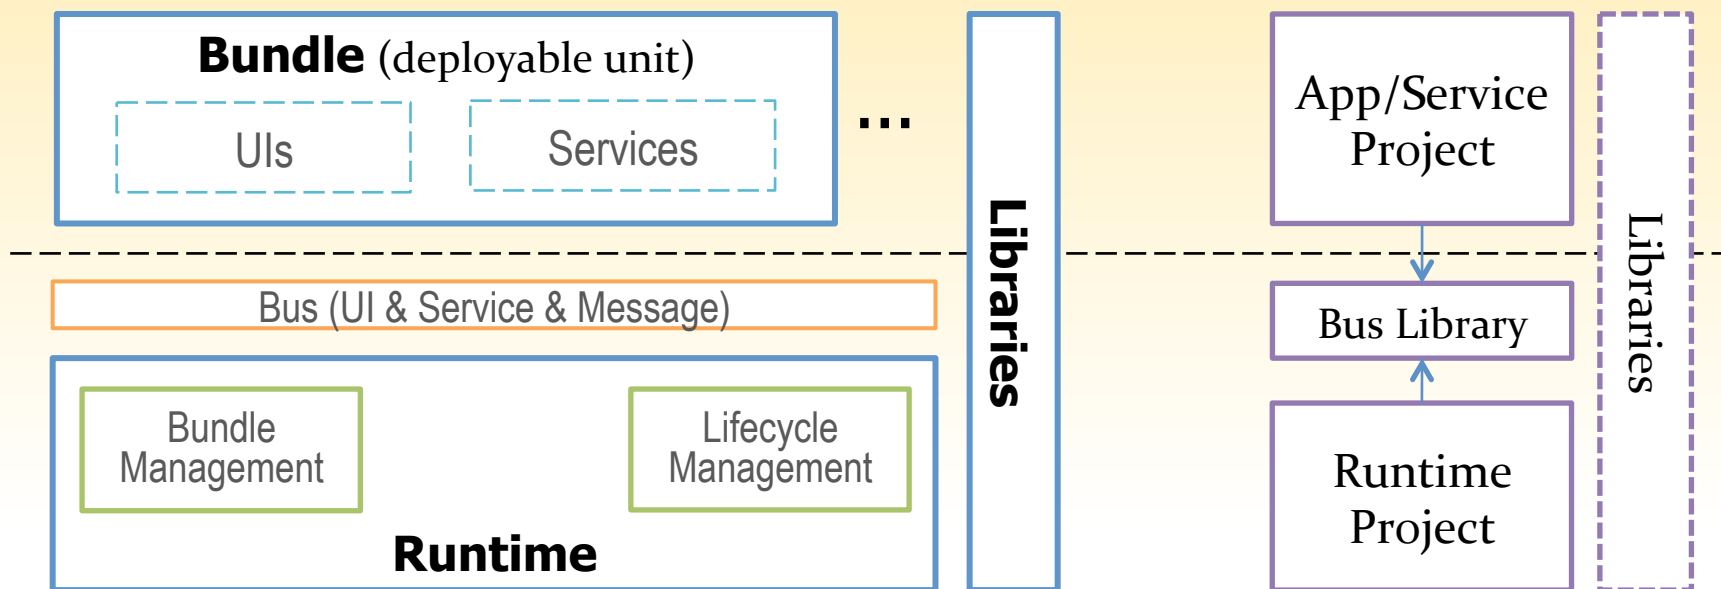 Bundle (deployable unit)
UIs
Services
...
Bus (UI & Service & Message)
Bundle
Management
Lifecycle
Management
Runtime
Libraries
App/Service
Project
Bus Library
Runtime
Project
Libraries